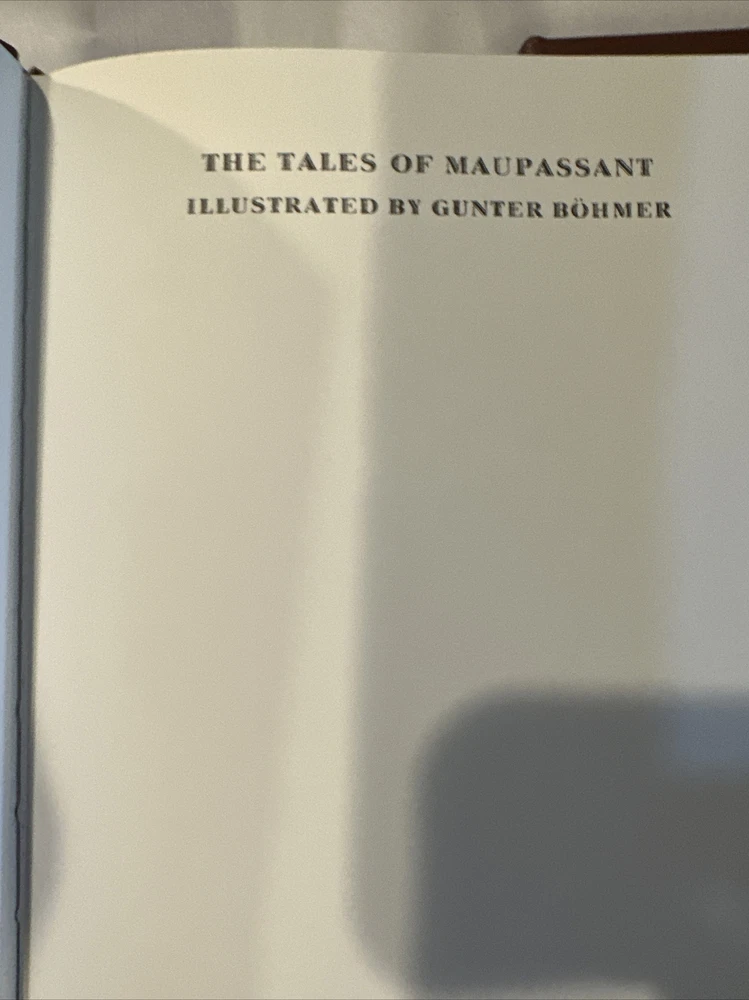 THE TALES OF MAUPASSANT
ILLUSTRATED BY GUNTER BÖHMER